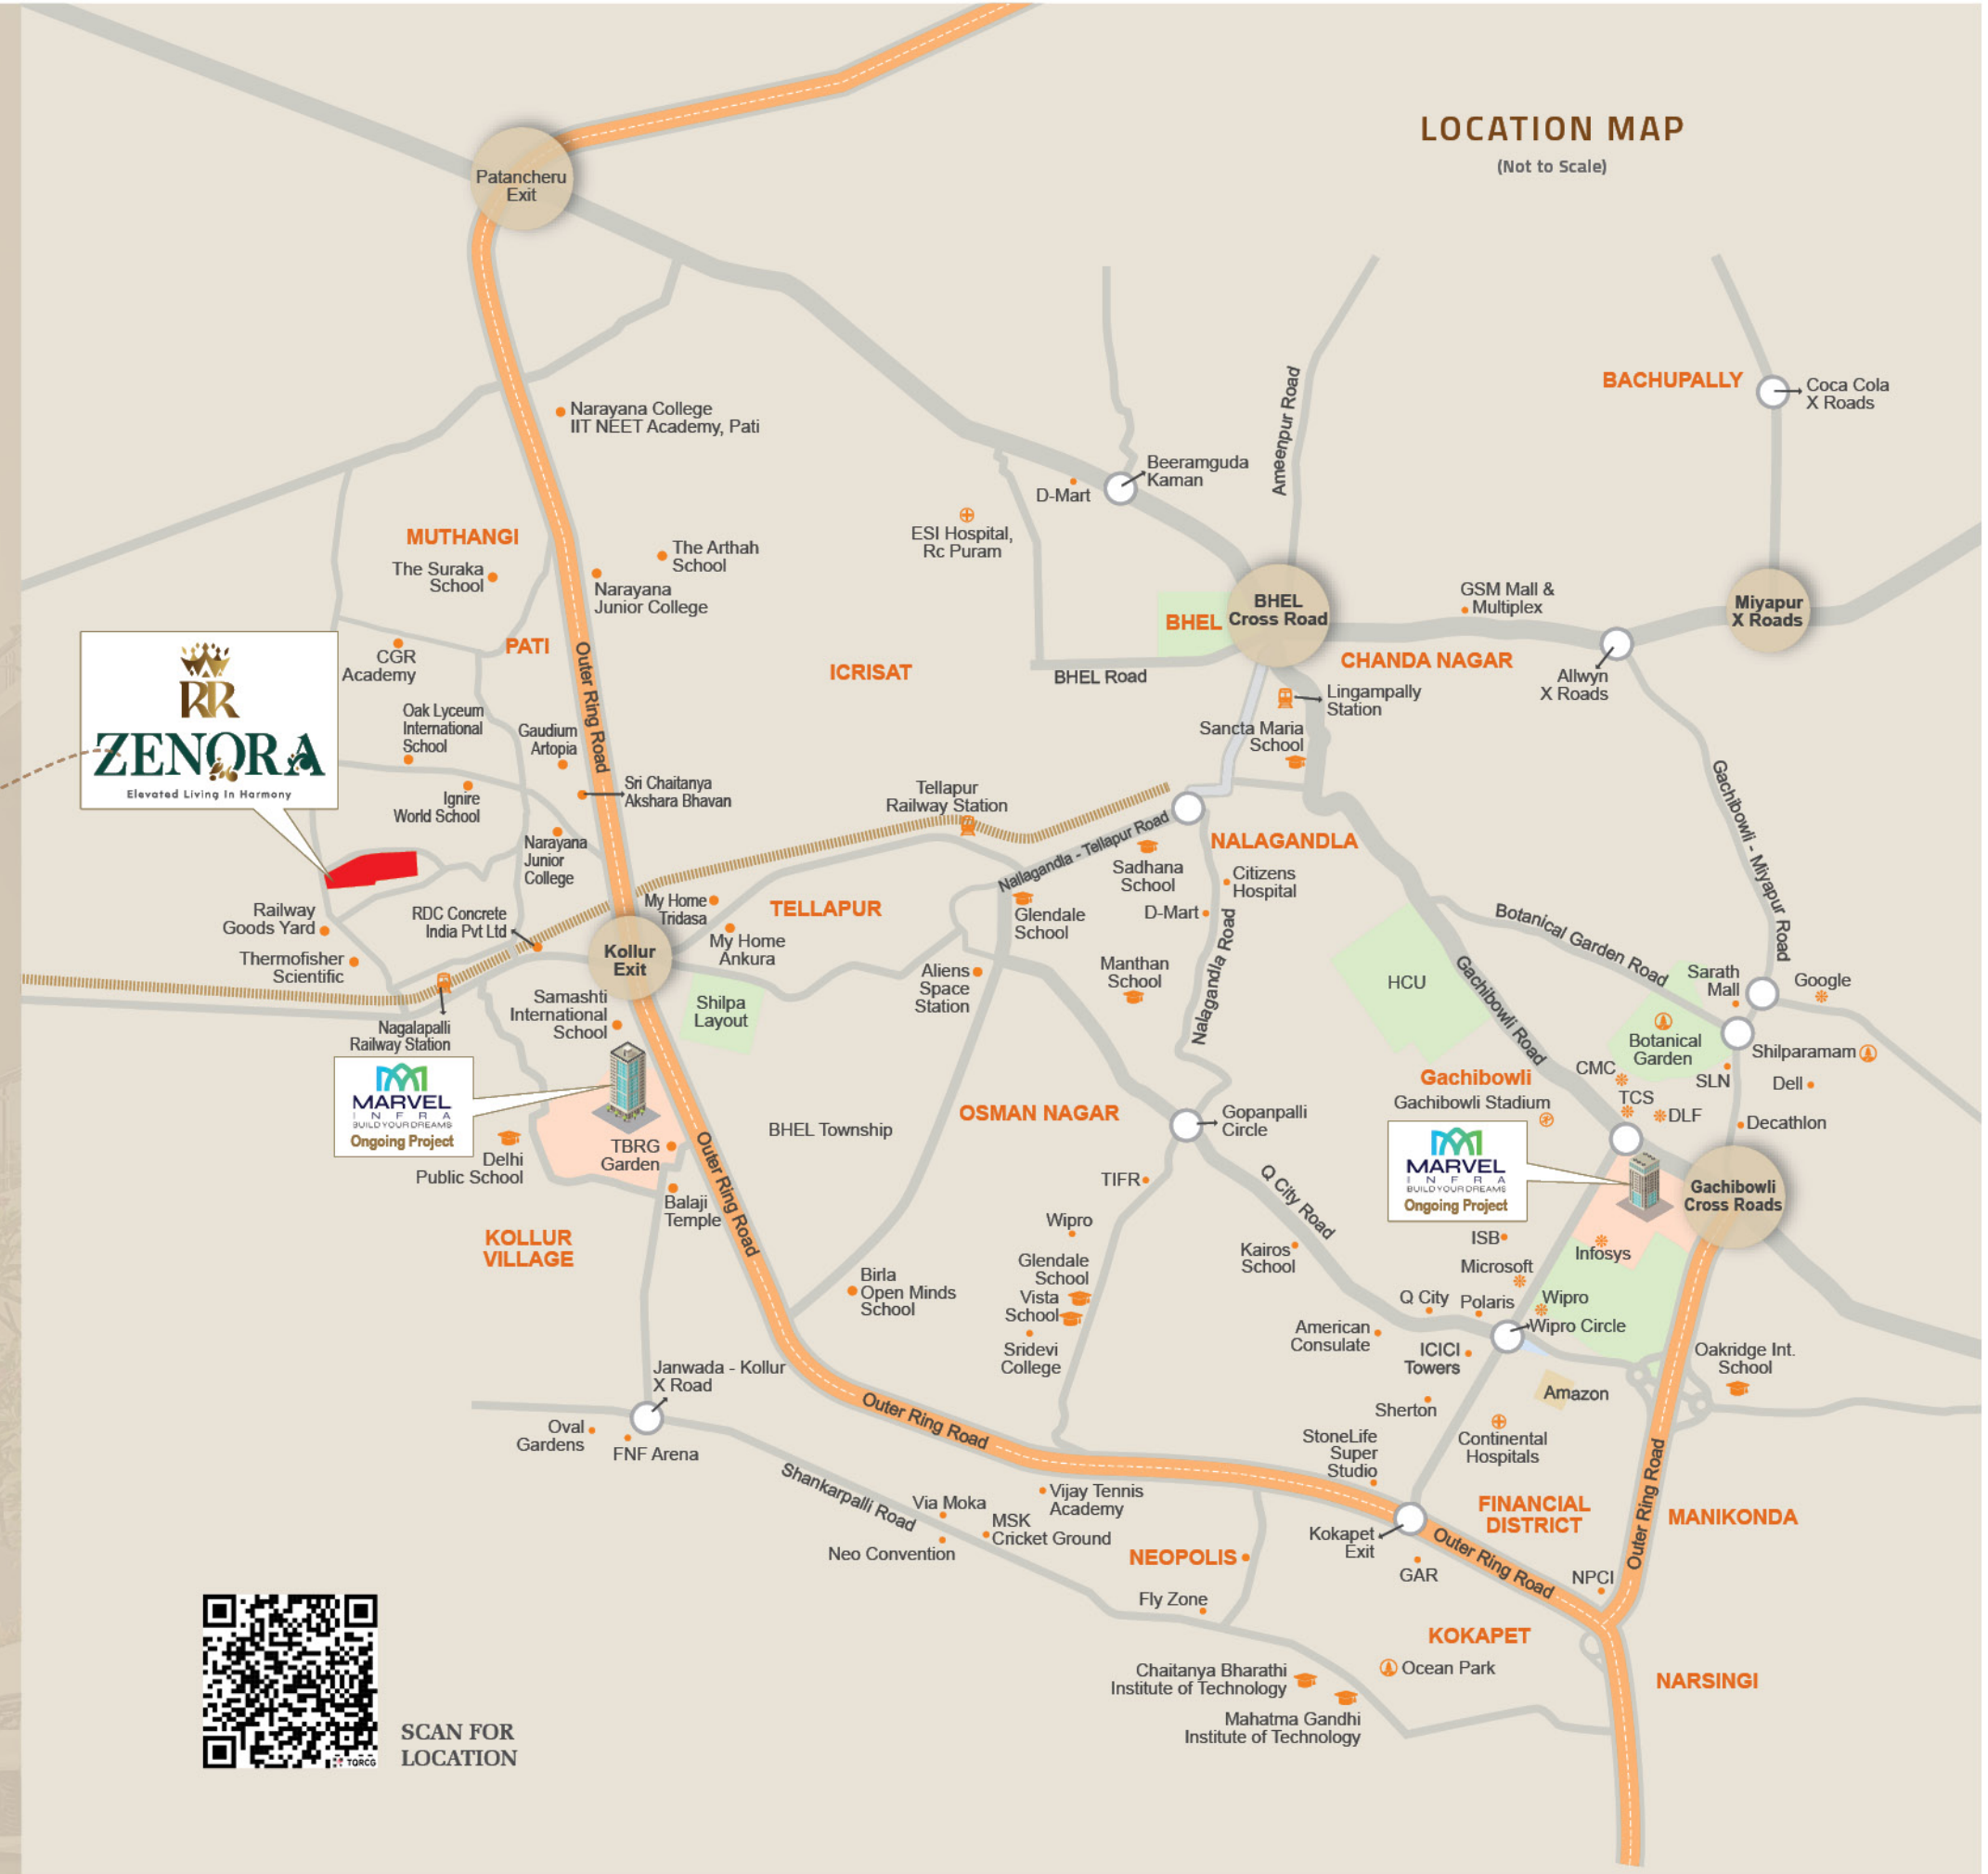 LOCATION MAP
(Not to Scale)
Patancheru
Exit
BACHUPALLY
Coca Cola
X Roads
Ameenpur Road
Narayana College
IIT NEET Academy, Pati
Beeramguda
Kaman
D-Mart
ESI Hospital,
Rc Puram
MUTHANGI
The Suraka
School
The Arthah
School
Narayana
Junior College
BHEL
BHEL
Cross Road
GSM Mall &
Multiplex
Miyapur
X Roads
Allwyn
X Roads
CHANDA NAGAR
BHEL Road
ICRISAT
PATI
CGR
Academy
Outer Ring Road
RR
ZENORA
Elevated Living In Harmony
Oak Lyceum
International
School
Gaudium
Artopia
Lingampally
Station
Sancta Maria
School
Ignire
World School
Sri Chaitanya
Akshara Bhavan
Tellapur
Railway Station
Gachibowli - Miyapur Road
Narayana
Junior
College
Nallagandla - Tellapur Road
NALAGANDLA
Sadhana
School
Citizens
Hospital
D-Mart
Nalagandla Road
Glendale
School
My Home
Tridasa
TELLAPUR
My Home
Ankura
Railway
Goods Yard
RDC Concrete
India Pvt Ltd
Thermofisher
Scientific
Kollur
Exit
Aliens
Space
Station
Manthan
School
Botanical Garden Road
HCU
Gachibowli Road
Sarath
Mall
Google
Shilpa
Layout
Samashti
International
School
Nagalapalli
Railway Station
Botanical
Garden
Shilparamam
CMC
SLN
Dell
TCS
DLF
Decathlon
Gachibowli
Gachibowli Stadium
MARVEL
INFRA
BUILD YOUR DREAMS
Ongoing Project
OSMAN NAGAR
Gopanpalli
Circle
BHEL Township
TBRG
Garden
Delhi
Public School
Balaji
Temple
Outer Ring Road
TIFR
Q City Road
MARVEL
INFRA
BUILD YOUR DREAMS
Ongoing Project
Gachibowli
Cross Roads
Wipro
KOLLUR
VILLAGE
Kairos
School
ISB
Infosys
Microsoft
Glendale
School
Vista
School
Sridevi
College
Birla
Open Minds
School
Q City
Polaris
Wipro
Wipro Circle
American
Consulate
ICICI
Towers
Oakridge Int.
School
Amazon
Sherton
Janwada - Kollur
X Road
Oval
Gardens
FNF Arena
Outer Ring Road
Continental
Hospitals
StoneLife
Super
Studio
Shankarpalli Road
Via Moka
Vijay Tennis
Academy
MSK
Cricket Ground
Neo Convention
NEOPOLIS
Kokapet
Exit
FINANCIAL
DISTRICT
MANIKONDA
Outer Ring Road
Outer Ring Road
GAR
NPCI
Fly Zone
KOKAPET
Ocean Park
NARSINGI
Chaitanya Bharathi
Institute of Technology
Mahatma Gandhi
Institute of Technology
TQRCG
SCAN FOR
LOCATION